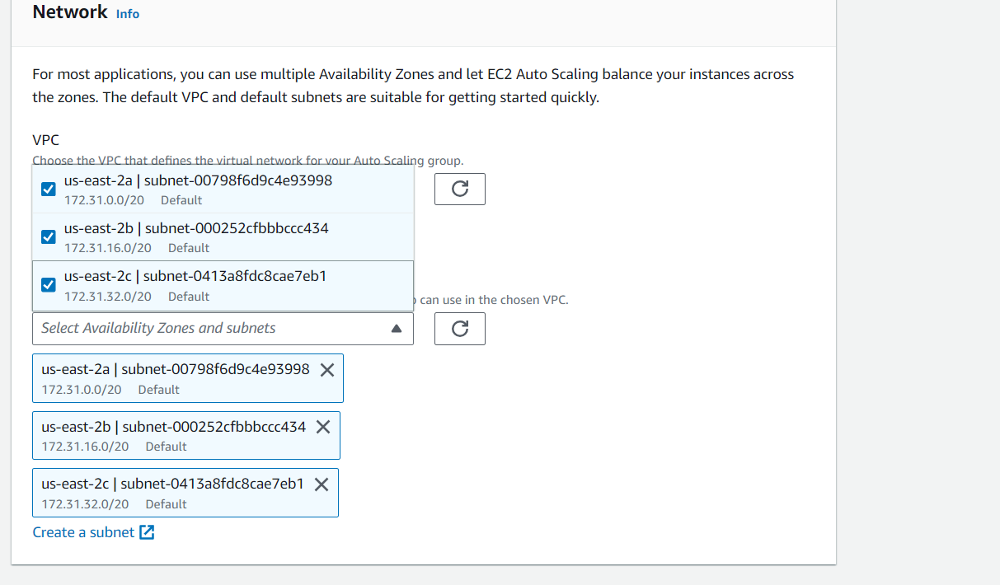 Network Info
For most applications, you can use multiple Availability Zones and let EC2 Auto Scaling balance your instances across
the zones. The default VPC and default subnets are suitable for getting started quickly.
VPC
Choose the VPC that defines the virtual network for your Auto Scaling group.
us-east-2a | subnet-00798f6d9c4e93998
172.31.0.0/20 Default
us-east-2b | subnet-000252cfbbbccc434
172.31.16.0/20 Default
us-east-2c | subnet-0413a8fdc8cae7eb1
172.31.32.0/20 Default
can use in the chosen VPC.
Select Availability Zones and subnets
us-east-2a | subnet-00798f6d9c4e93998
172.31.0.0/20 Default
us-east-2b | subnet-000252cfbbbccc434
172.31.16.0/20 Default
us-east-2c | subnet-0413a8fdc8cae7eb1
172.31.32.0/20 Default
Create a subnet